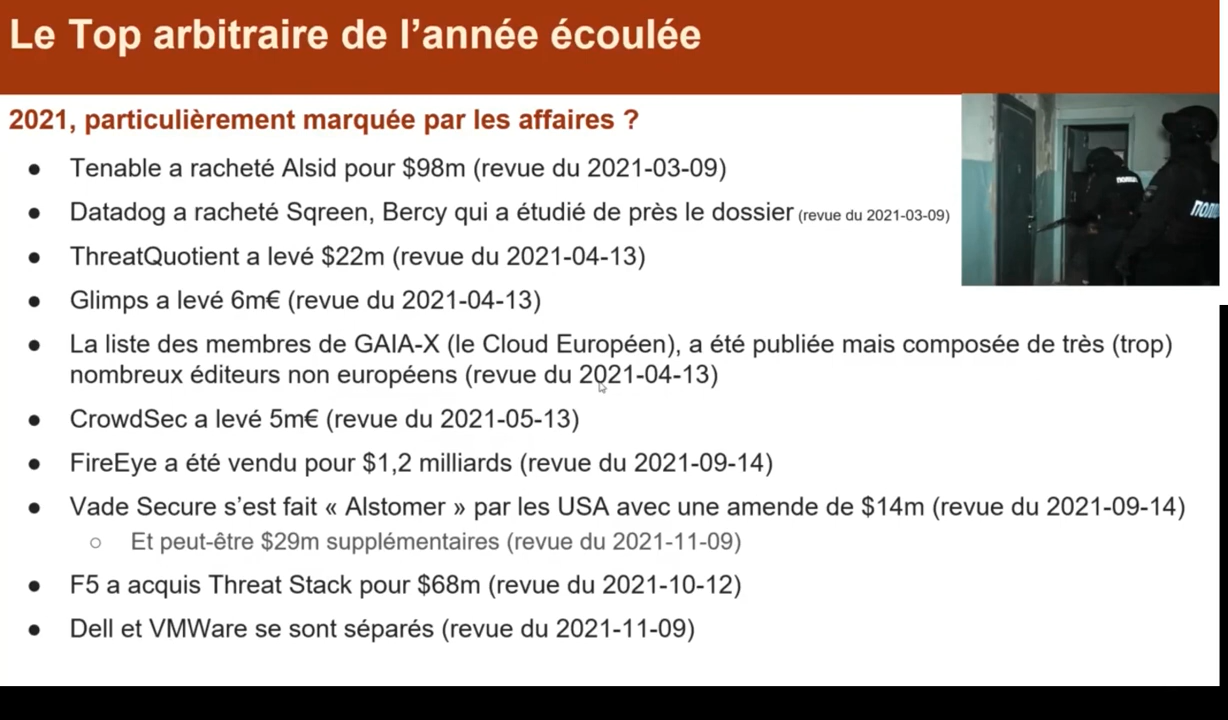 Le Top arbitraire de l’année écoulée
2021, particulièrement marquée par les affaires ?
● Tenable a racheté Alsid pour $98m (revue du 2021-03-09)
● Datadog a racheté Sqreen, Bercy qui a étudié de près le dossier (revue du 2021-03-09)
● ThreatQuotient a levé $22m (revue du 2021-04-13)
● Glimps a levé 6m€ (revue du 2021-04-13)
● La liste des membres de GAIA-X (le Cloud Européen), a été publiée mais composée de très (trop)
nombreux éditeurs non européens (revue du 2021-04-13)
● CrowdSec a levé 5m€ (revue du 2021-05-13)
● FireEye a été vendu pour $1,2 milliards (revue du 2021-09-14)
● Vade Secure s’est fait « Alstomer » par les USA avec une amende de $14m (revue du 2021-09-14)
○ Et peut-être $29m supplémentaires (revue du 2021-11-09)
● F5 a acquis Threat Stack pour $68m (revue du 2021-10-12)
● Dell et VMWare se sont séparés (revue du 2021-11-09)